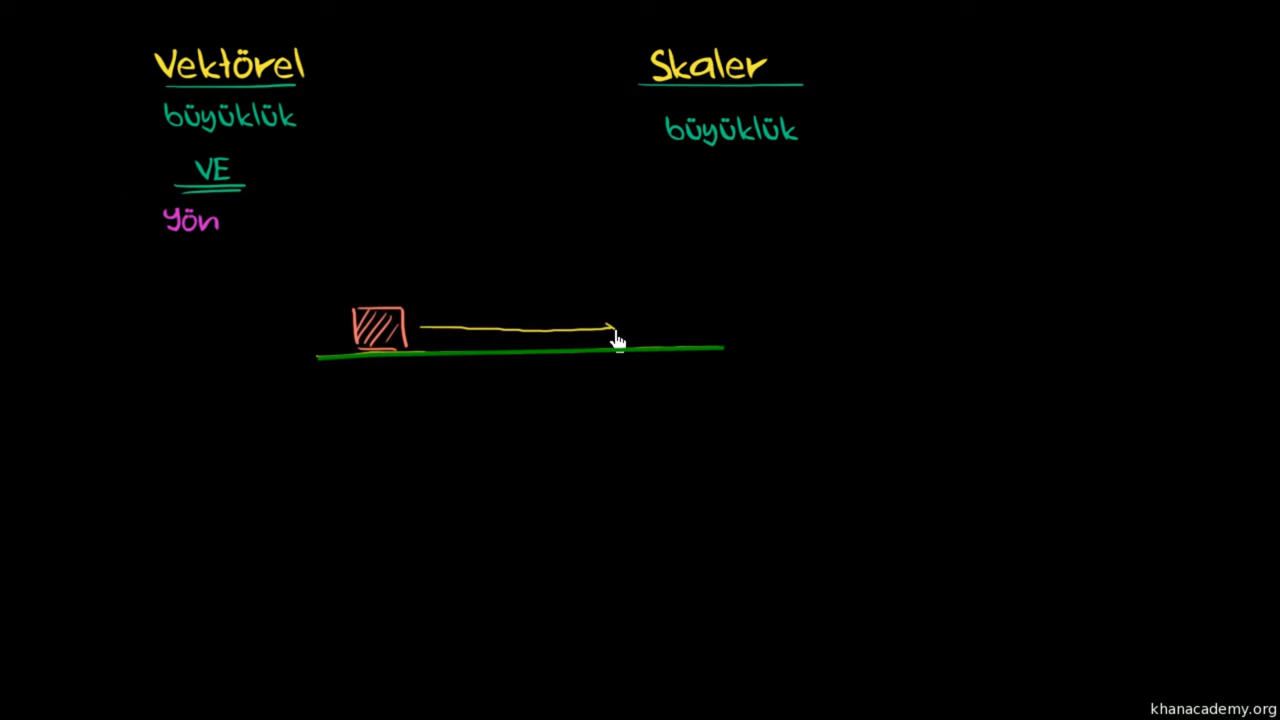 Vektörel
büyüklük
VE
yön
Skaler
büyüklük
khanacademy.org